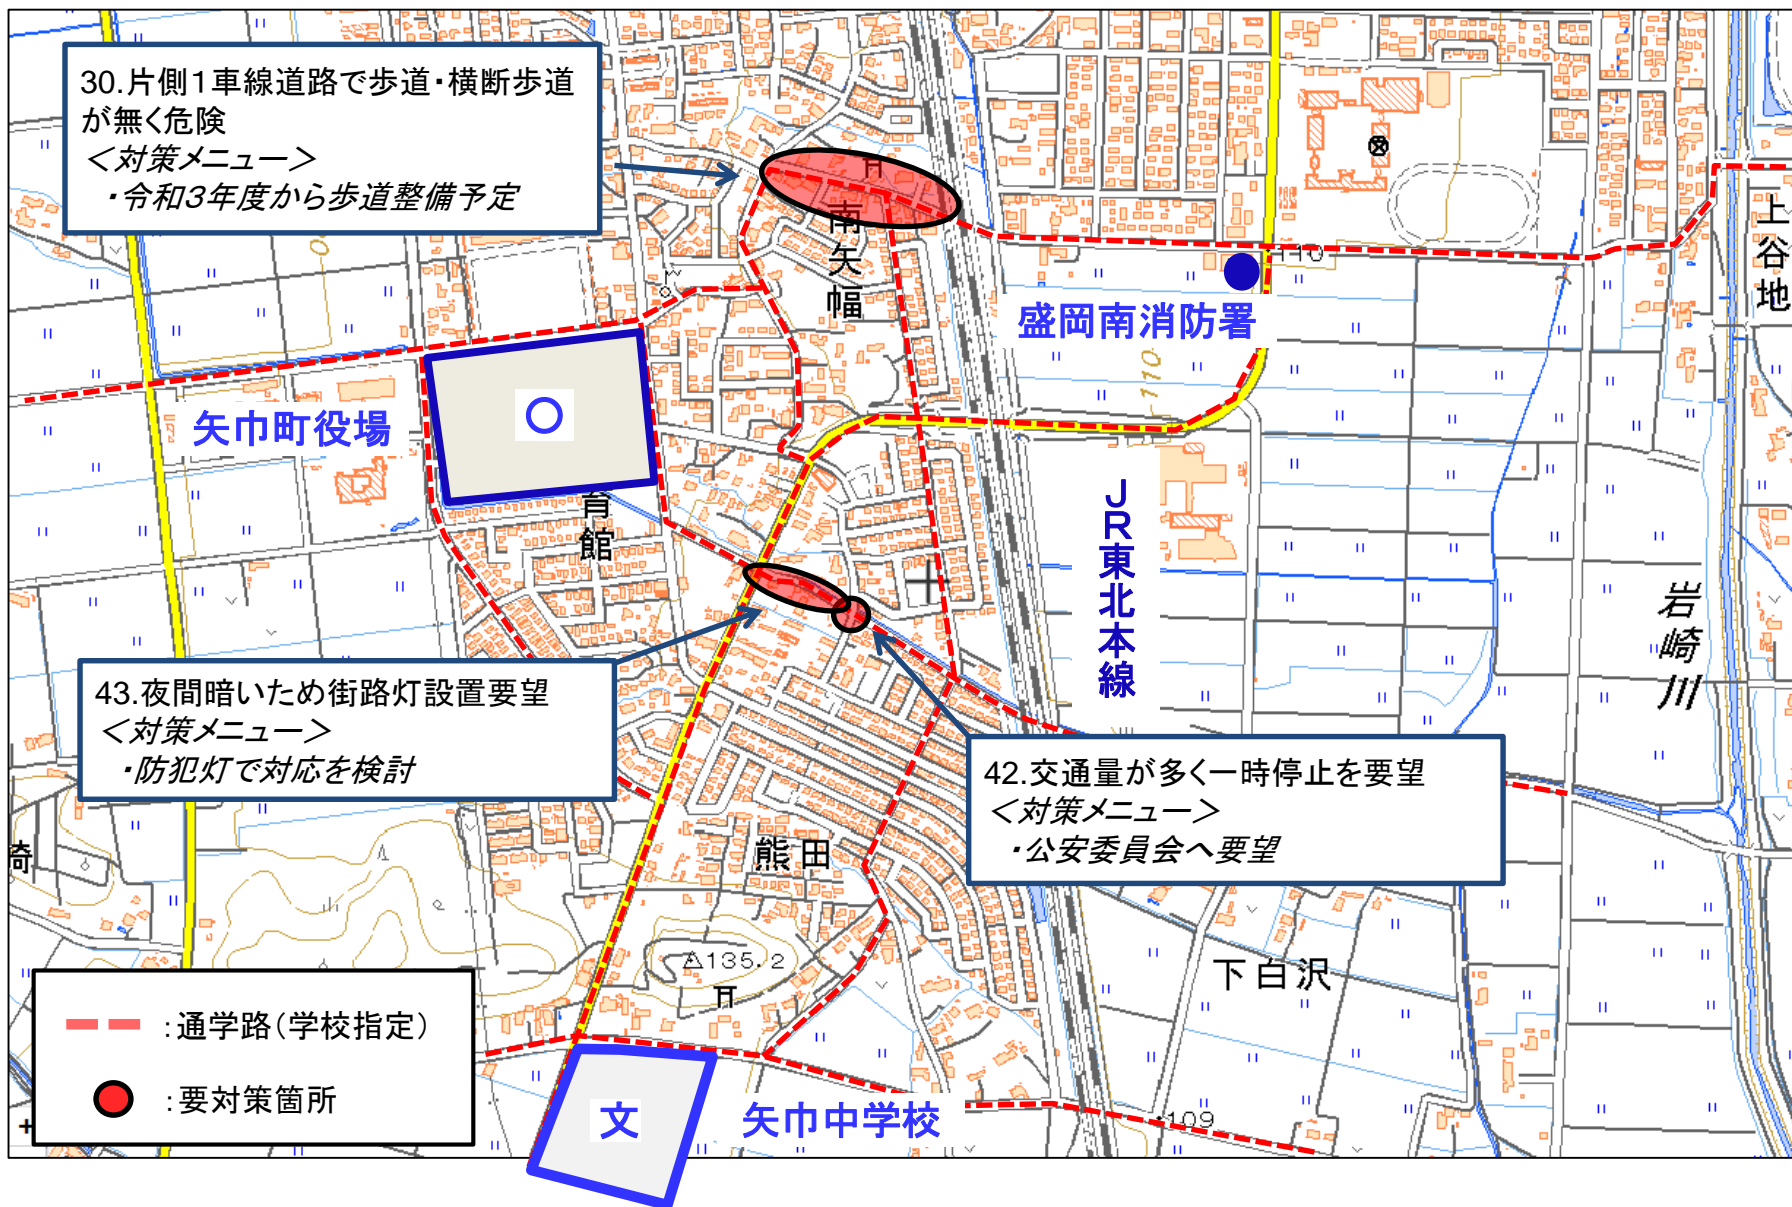 30.片側1車線道路で歩道・横断歩道
が無く危険
＜対策メニュー＞
・令和3年度から歩道整備予定
南矢幅
上谷地
110
盛岡南消防署
110
矢巾町役場
○
育館
JR東北本線
岩崎川
43.夜間暗いため街路灯設置要望
＜対策メニュー＞
・防犯灯で対応を検討
42.交通量が多く一時停止を要望
＜対策メニュー＞
・公安委員会へ要望
崎
熊田
135.2
下白沢
：通学路（学校指定）
：要対策箇所
文
矢巾中学校
109